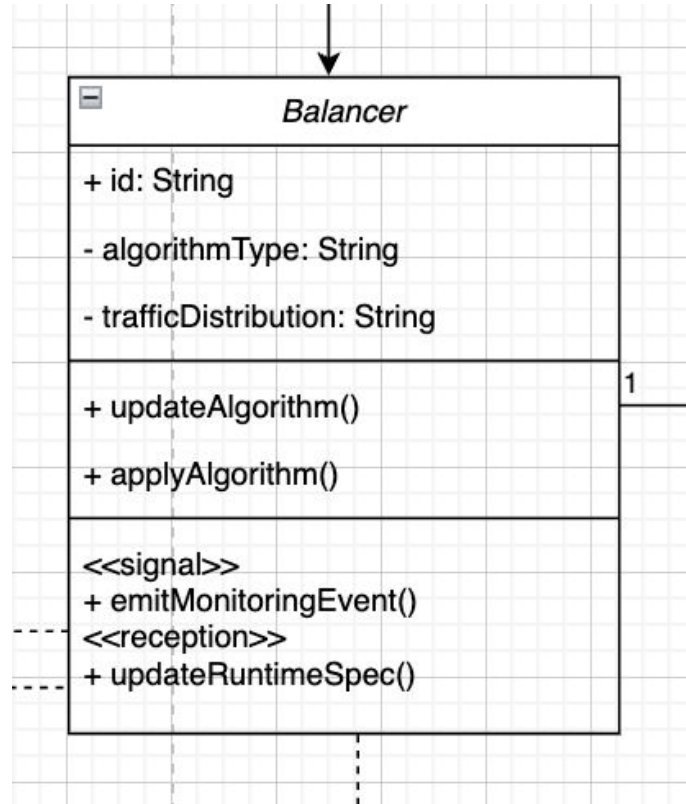 Balancer
+ id: String
- algorithmType: String
- trafficDistribution: String
1
+ updateAlgorithm()
+ applyAlgorithm()
<<signal>>
+ emitMonitoringEvent()
<<reception>>
+ updateRuntimeSpec()